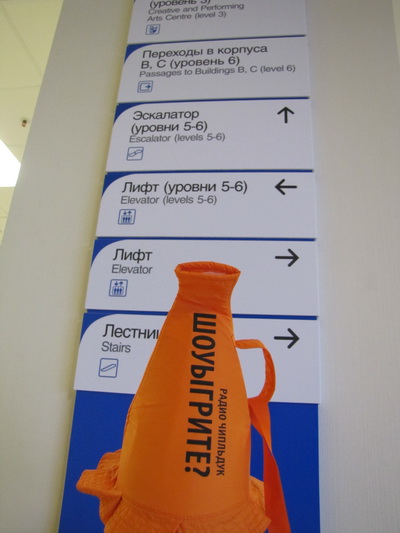 (уровень 3)
Creative and Performing
Arts Centre (level 3)
Переходы в корпуса
В, С (уровень 6)
Passages to Buildings B, C (level 6)
Эскалатор
(уровни 5-6)
Escalator (levels 5-6)
Лифт (уровни 5-6)
Elevator (levels 5-6)
Лифт
Elevator
Лестни
Stairs
ШОУЫГРИТЕ?
РАДИО ЧИПЛЬДУК